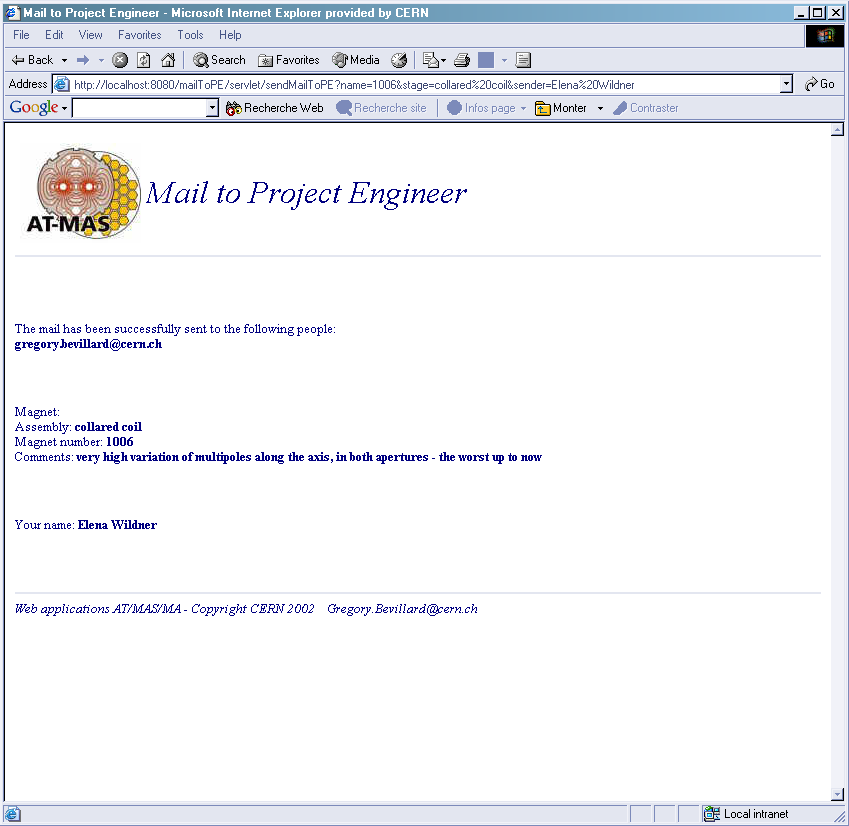 Mail to Project Engineer - Microsoft Internet Explorer provided by CERN
File Edit View Favorites Tools Help
Back Search Favorites Media
Address http://localhost:8080/mailToPE/servlet/sendMailToPE?name=1006&stage=collared%20coil&sender=Elena%20Wildner Go
Google Recherche Web Recherche site Infos page Monter Contraster
AT-MAS Mail to Project Engineer
The mail has been successfully sent to the following people:
gregory.bevillard@cern.ch
Magnet:
Assembly: collared coil
Magnet number: 1006
Comments: very high variation of multipoles along the axis, in both apertures - the worst up to now
Your name: Elena Wildner
Web applications AT/MAS/MA - Copyright CERN 2002 Gregory.Bevillard@cern.ch
Local intranet